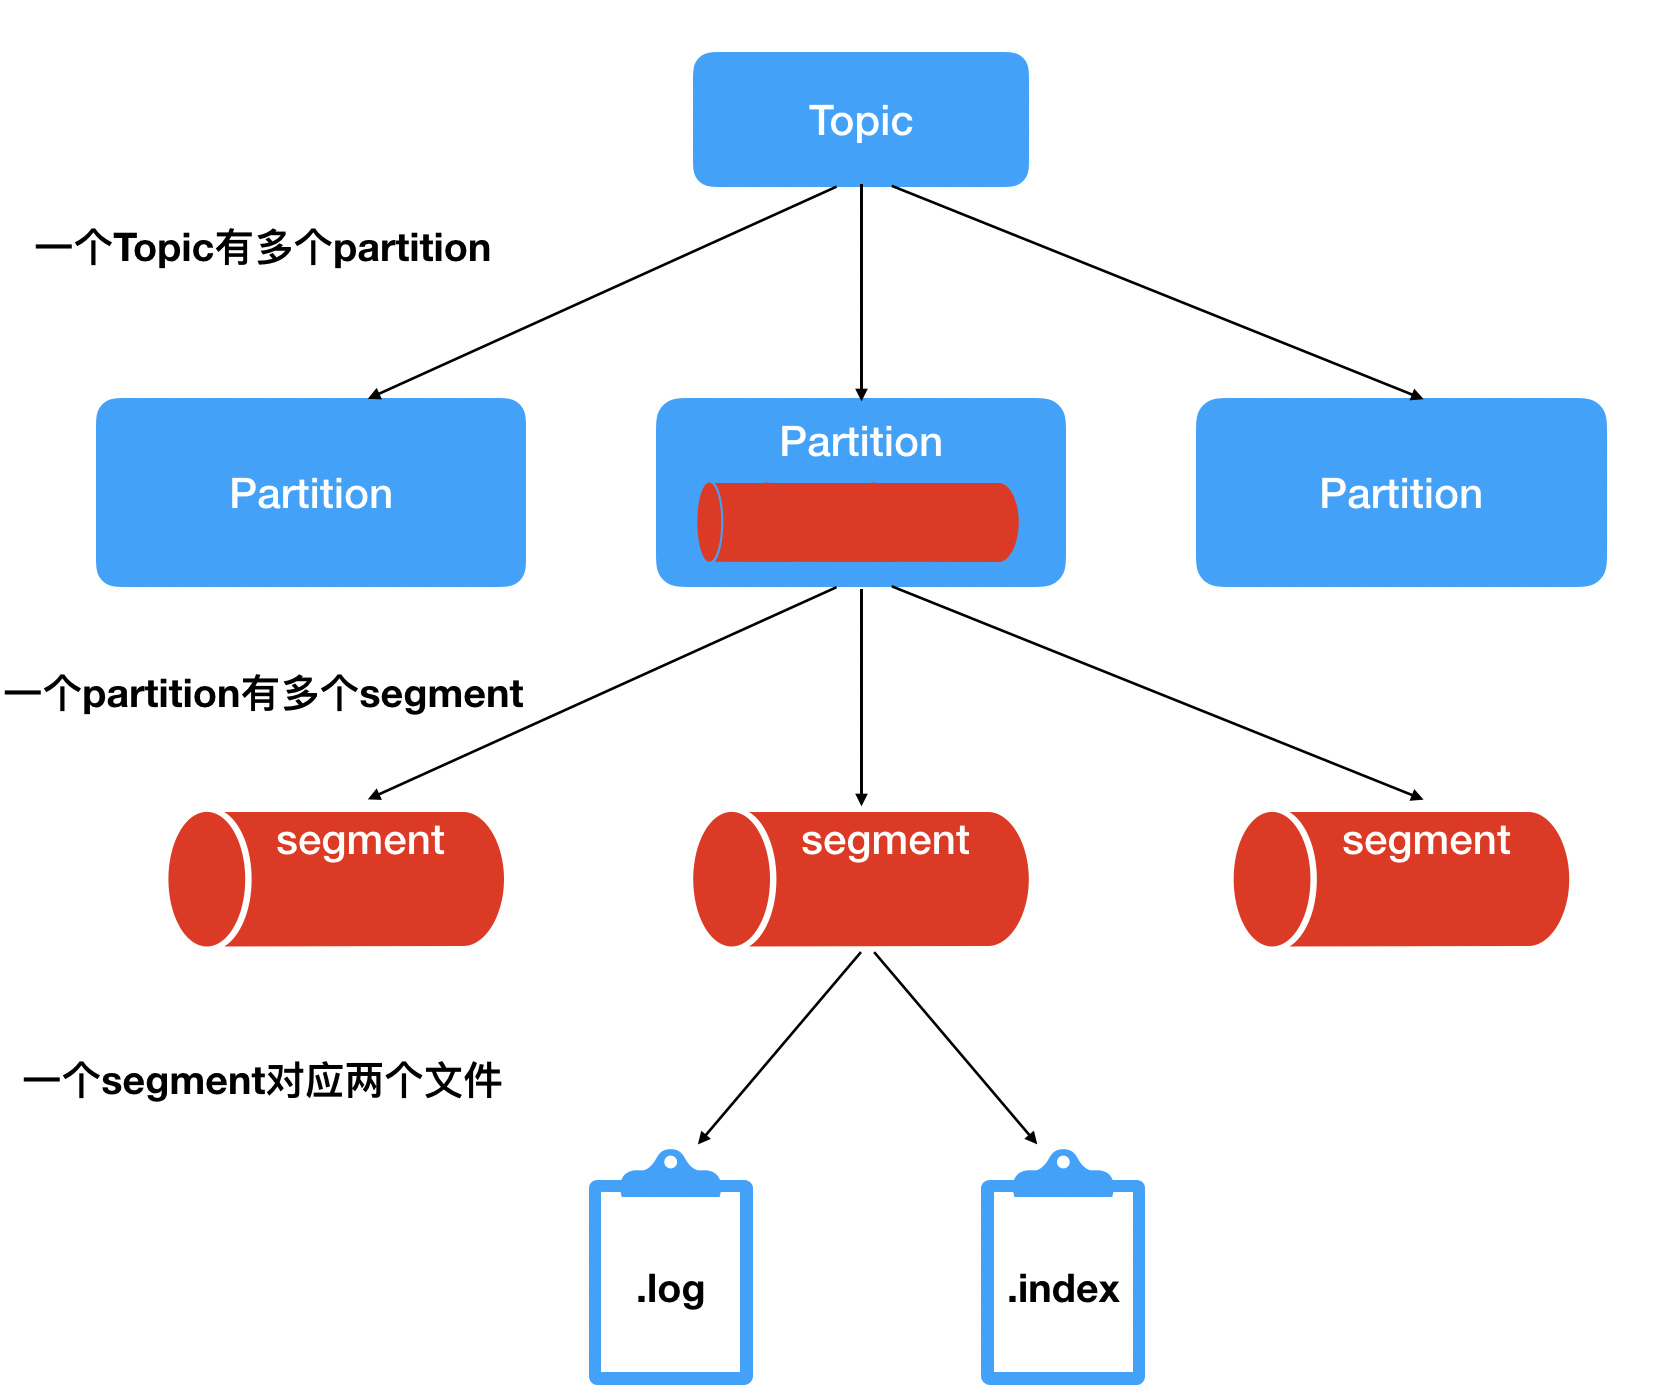 Topic
一个Topic有多个partition
Partition
Partition
Partition
一个partition有多个segment
segment
segment
segment
一个segment对应两个文件
.log
.index